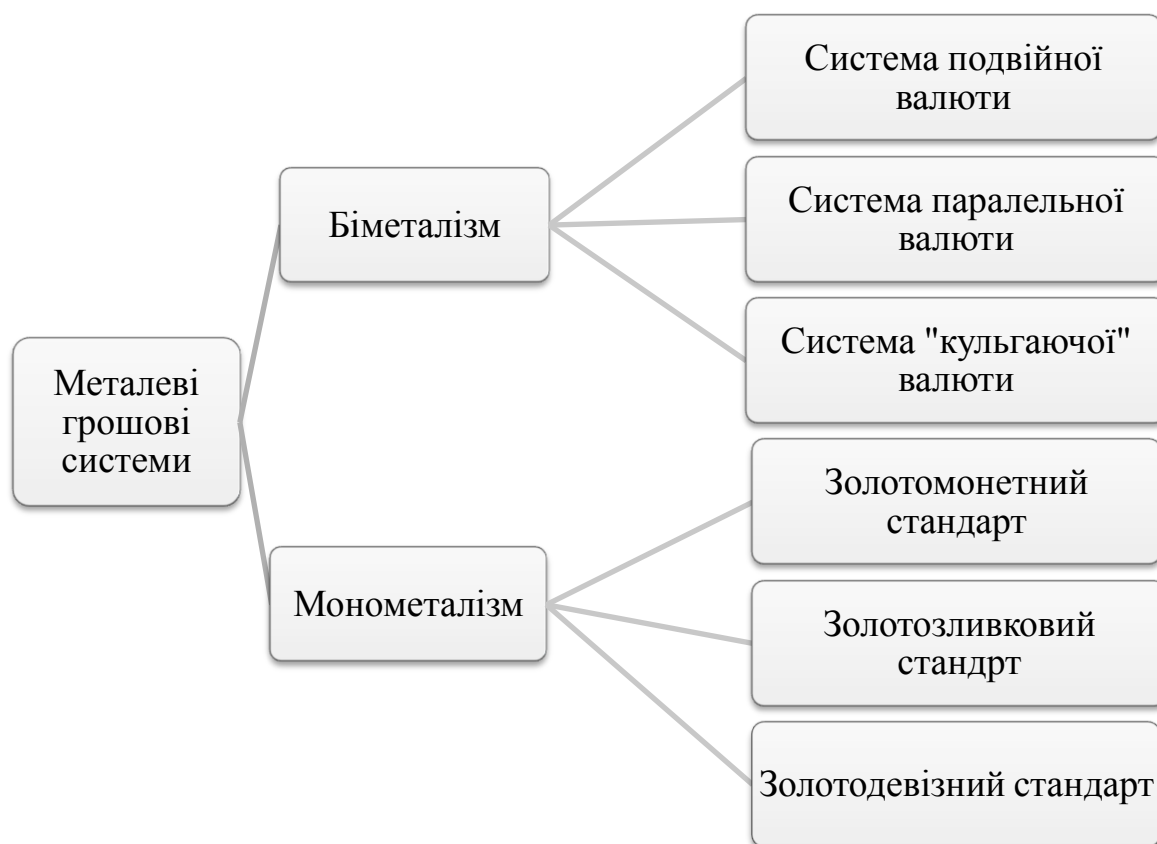 Металеві
грошові
системи
Біметалізм
Система подвійної
валюти
Система паралельної
валюти
Система "кульгаючої"
валюти
Монометалізм
Золотомонетний
стандарт
Золотозливковий
стандрт
Золотодевізний стандарт